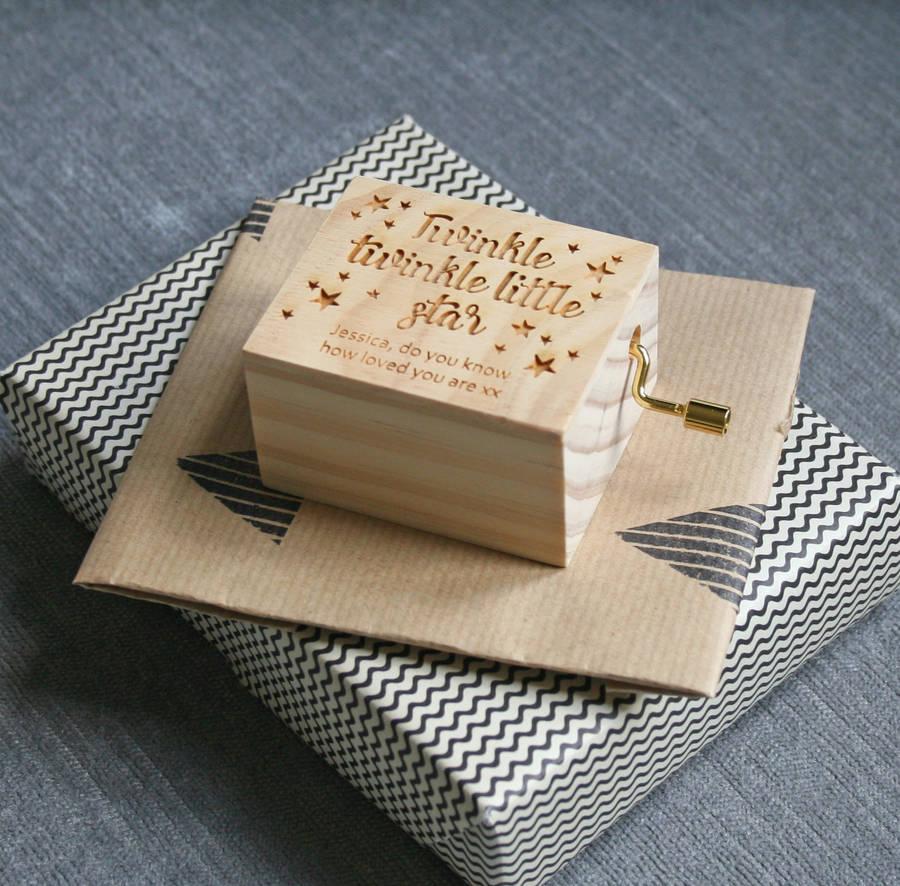 Twinkle
twinkle little
star
Jessica, do you know
how loved you are xx